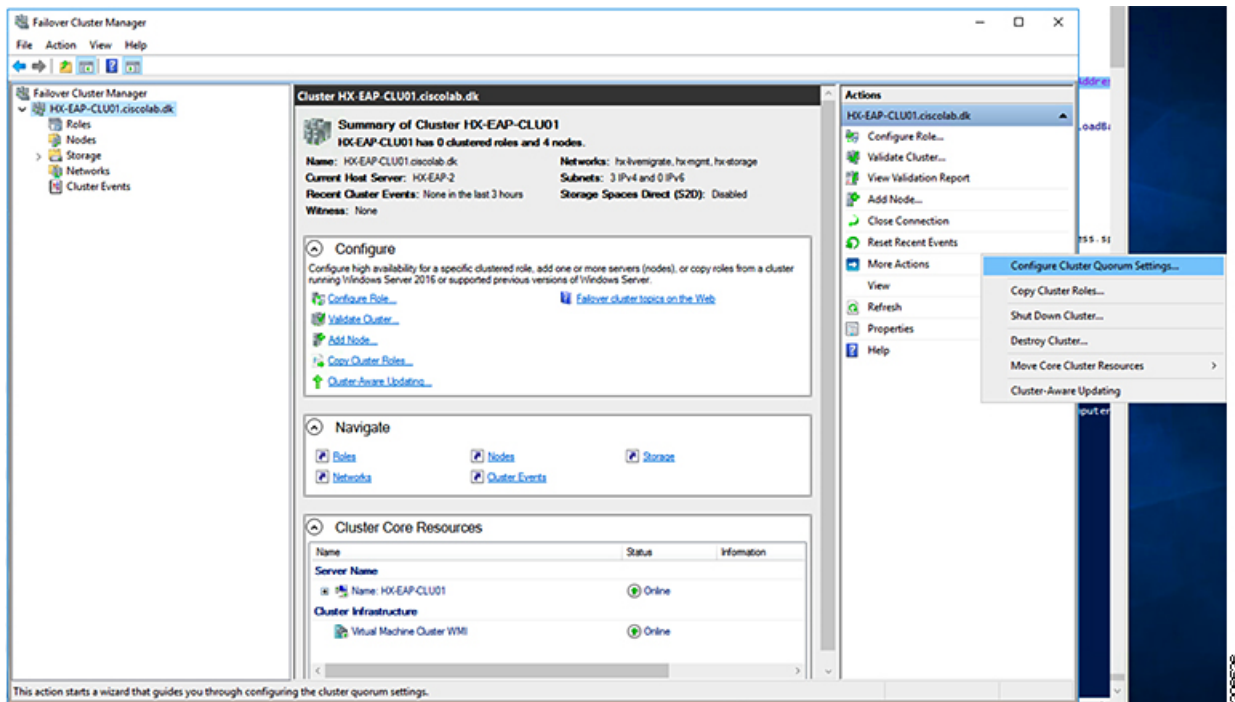 Failover Cluster Manager
File Action View Help
Failover Cluster Manager
HX-EAP-CLU01.ciscolab.dk
Roles
Nodes
Storage
Networks
Cluster Events
Cluster HX-EAP-CLU01.ciscolab.dk
Summary of Cluster HX-EAP-CLU01
HX-EAP-CLU01 has 0 clustered roles and 4 nodes.
Name: HX-EAP-CLU01.ciscolab.dk
Networks: hx-livemigrate, hx-mgmt, hx-storage
Current Host Server: HX-EAP-2
Subnets: 3 IPv4 and 0 IPv6
Recent Cluster Events: None in the last 3 hours
Storage Spaces Direct (S2D): Disabled
Witness: None
Configure
Configure high availability for a specific clustered role, add one or more servers (nodes), or copy roles from a cluster
running Windows Server 2016 or supported previous versions of Windows Server.
Configure Role...
Failover cluster topics on the Web
Validate Cluster...
Add Node...
Copy Cluster Roles...
Cluster-Aware Updating...
Navigate
Roles
Nodes
Storage
Networks
Cluster Events
Cluster Core Resources
Name Status Information
Server Name
Name: HX-EAP-CLU01 Online
Cluster Infrastructure
Virtual Machine Cluster WMI Online
Actions
HX-EAP-CLU01.ciscolab.dk
Configure Role...
Validate Cluster...
View Validation Report
Add Node...
Close Connection
Reset Recent Events
More Actions
View
Refresh
Properties
Help
Configure Cluster Quorum Settings...
Copy Cluster Roles...
Shut Down Cluster...
Destroy Cluster...
Move Core Cluster Resources
Cluster-Aware Updating
This action starts a wizard that guides you through configuring the cluster quorum settings.